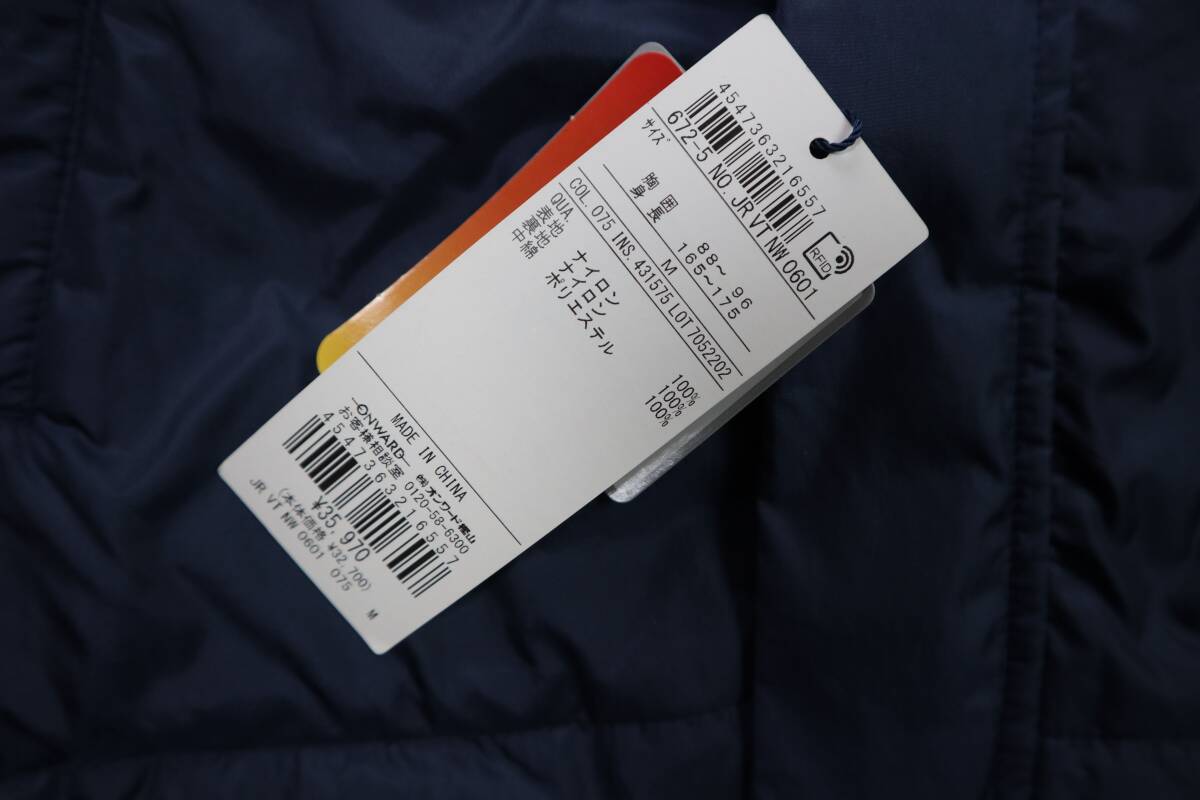 4547363216557
672-5 NO. JR VT NW 0601
RFID
サイズ
胸囲 88～96
身長 165～175
M
COL. 075 INS. 431575 LOT 7052202
QUA.
表地 ナイロン 100%
裏地 ナイロン 100%
中綿 ポリエステル 100%
MADE IN CHINA
ONWARD ㈱オンワード樫山
お客様相談室 0120-58-6300
4547363216557
¥35,970
(本体価格¥32,700)
JR VT NW 0601 075 M